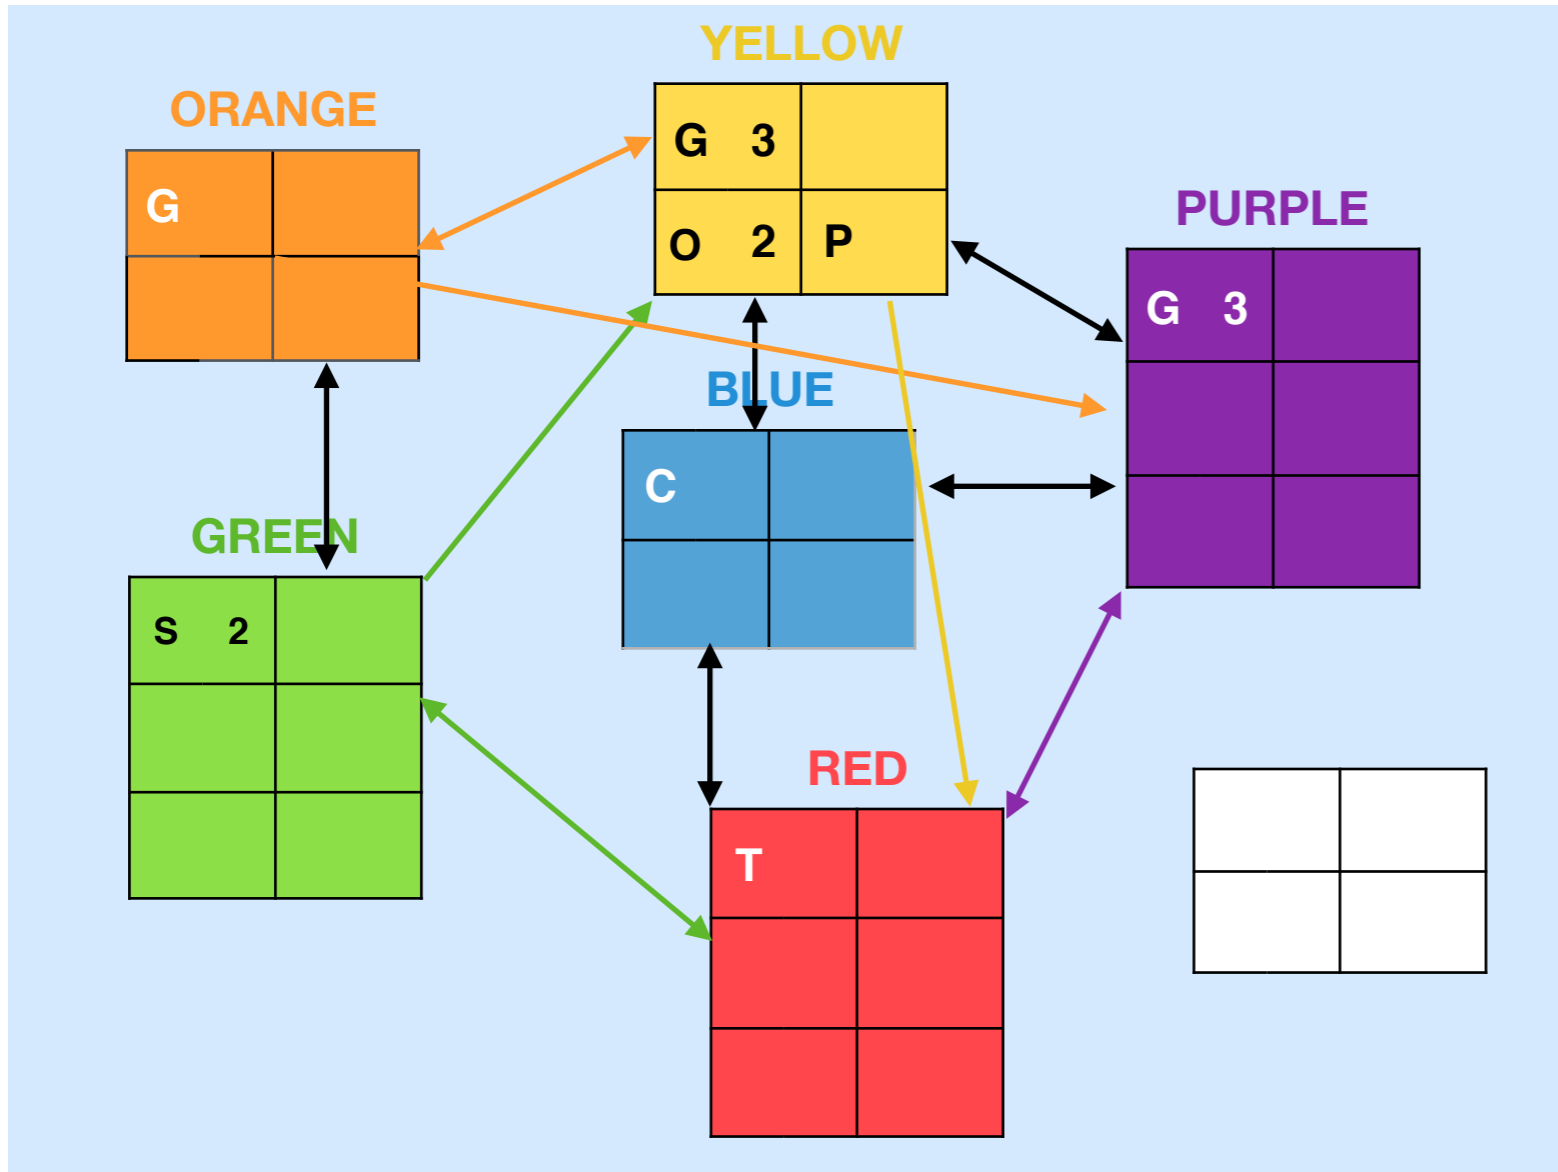 YELLOW
ORANGE
G 3
O 2 P
G
PURPLE
G 3
BLUE
C
GREEN
S 2
RED
T